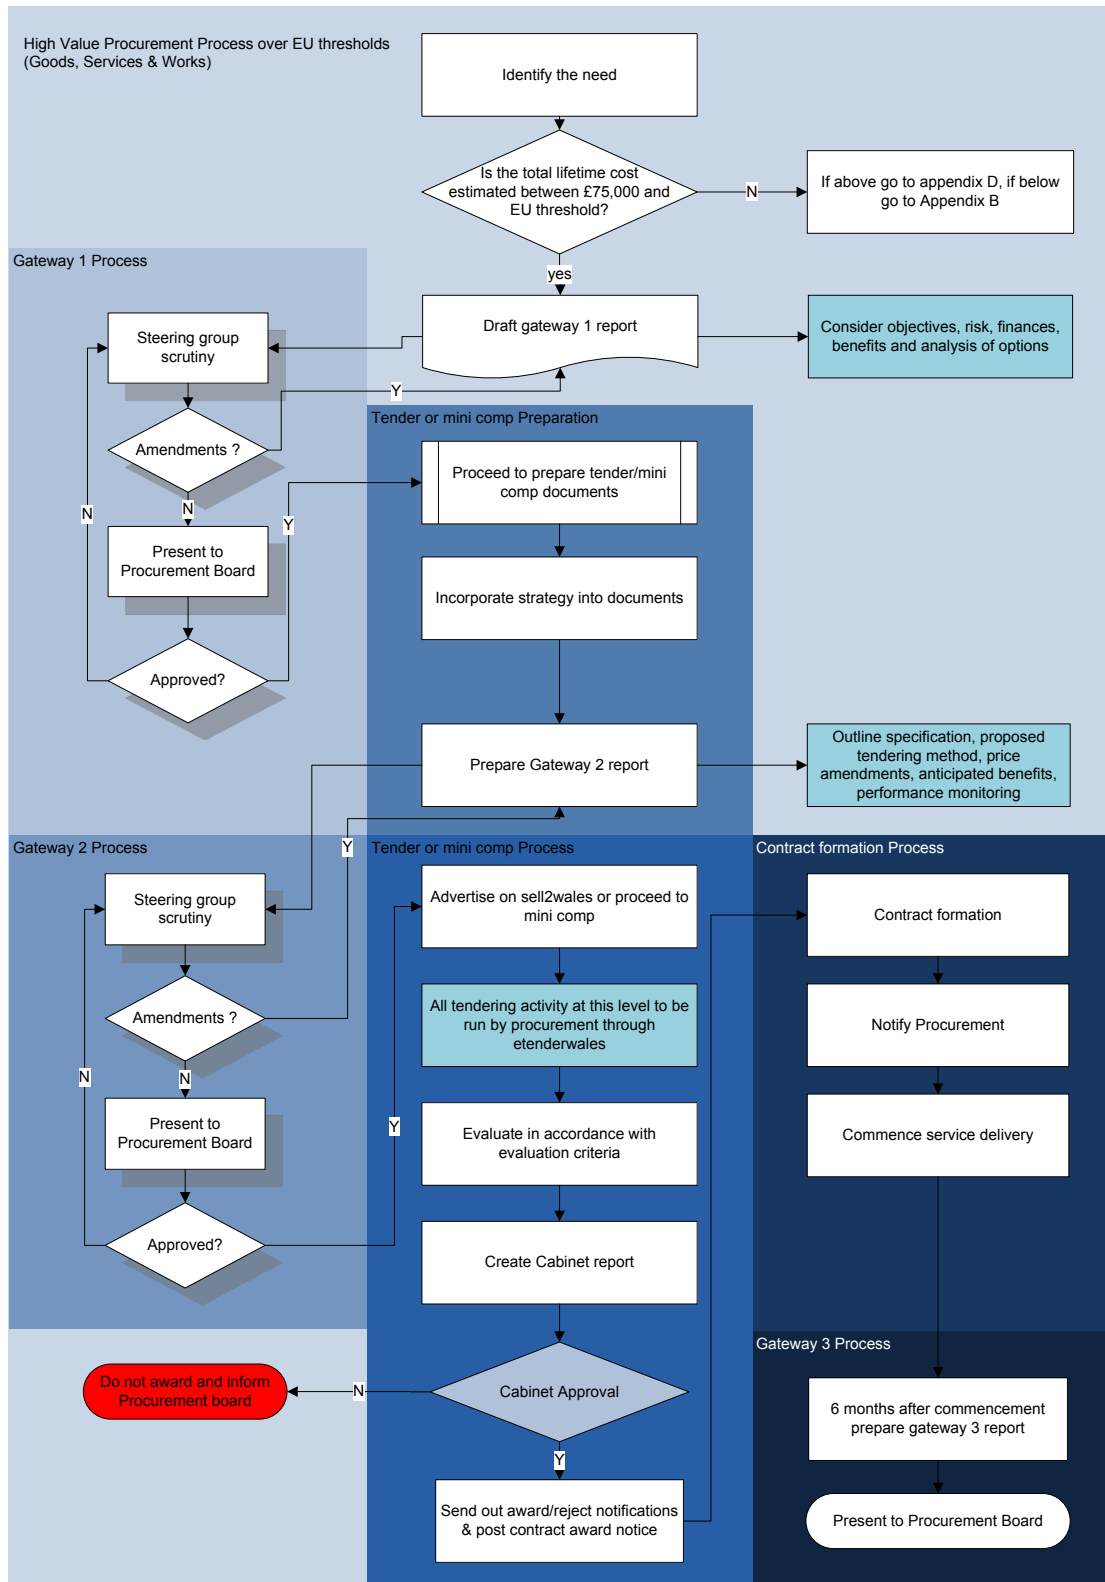 High Value Procurement Process over EU thresholds
(Goods, Services & Works)
Identify the need
Is the total lifetime cost
estimated between £75,000 and
EU threshold?
N
If above go to appendix D, if below
go to Appendix B
yes
Gateway 1 Process
Steering group
scrutiny
Draft gateway 1 report
Consider objectives, risk, finances,
benefits and analysis of options
Y
Amendments ?
N
N
Y
Present to
Procurement Board
Approved?
Tender or mini comp Preparation
Proceed to prepare tender/mini
comp documents
Incorporate strategy into documents
Prepare Gateway 2 report
Outline specification, proposed
tendering method, price
amendments, anticipated benefits,
performance monitoring
Gateway 2 Process
Y
Steering group
scrutiny
Amendments ?
N
N
Present to
Procurement Board
Y
Approved?
Tender or mini comp Process
Advertise on sell2wales or proceed to
mini comp
All tendering activity at this level to be
run by procurement through
etenderwales
Evaluate in accordance with
evaluation criteria
Create Cabinet report
Cabinet Approval
N
Do not award and inform
Procurement board
Y
Send out award/reject notifications
& post contract award notice
Contract formation Process
Contract formation
Notify Procurement
Commence service delivery
Gateway 3 Process
6 months after commencement
prepare gateway 3 report
Present to Procurement Board